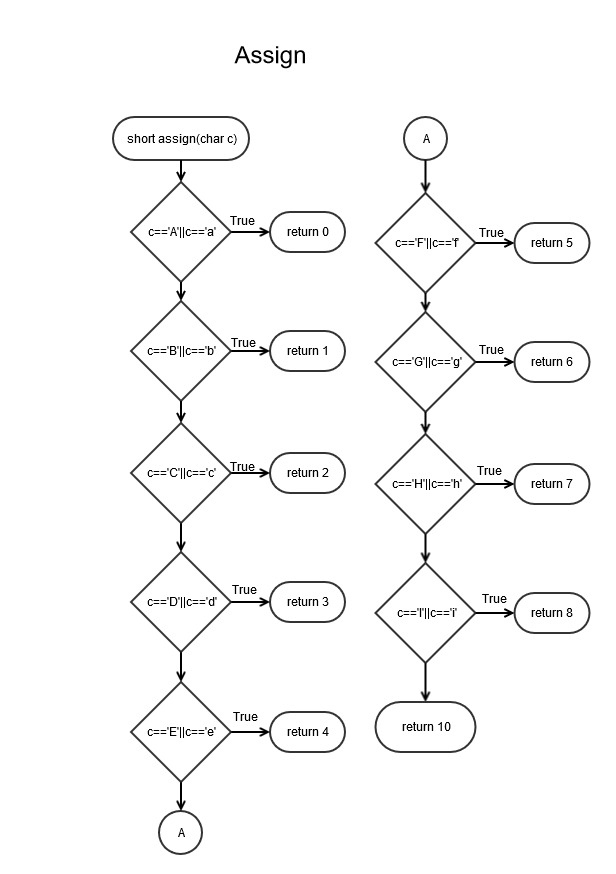 Assign
short assign(char c)
c=='A'||c=='a'
True
return 0
c=='B'||c=='b'
True
return 1
c=='C'||c=='c'
True
return 2
c=='D'||c=='d'
True
return 3
c=='E'||c=='e'
True
return 4
A
A
c=='F'||c=='f'
True
return 5
c=='G'||c=='g'
True
return 6
c=='H'||c=='h'
True
return 7
c=='I'||c=='i'
True
return 8
return 10